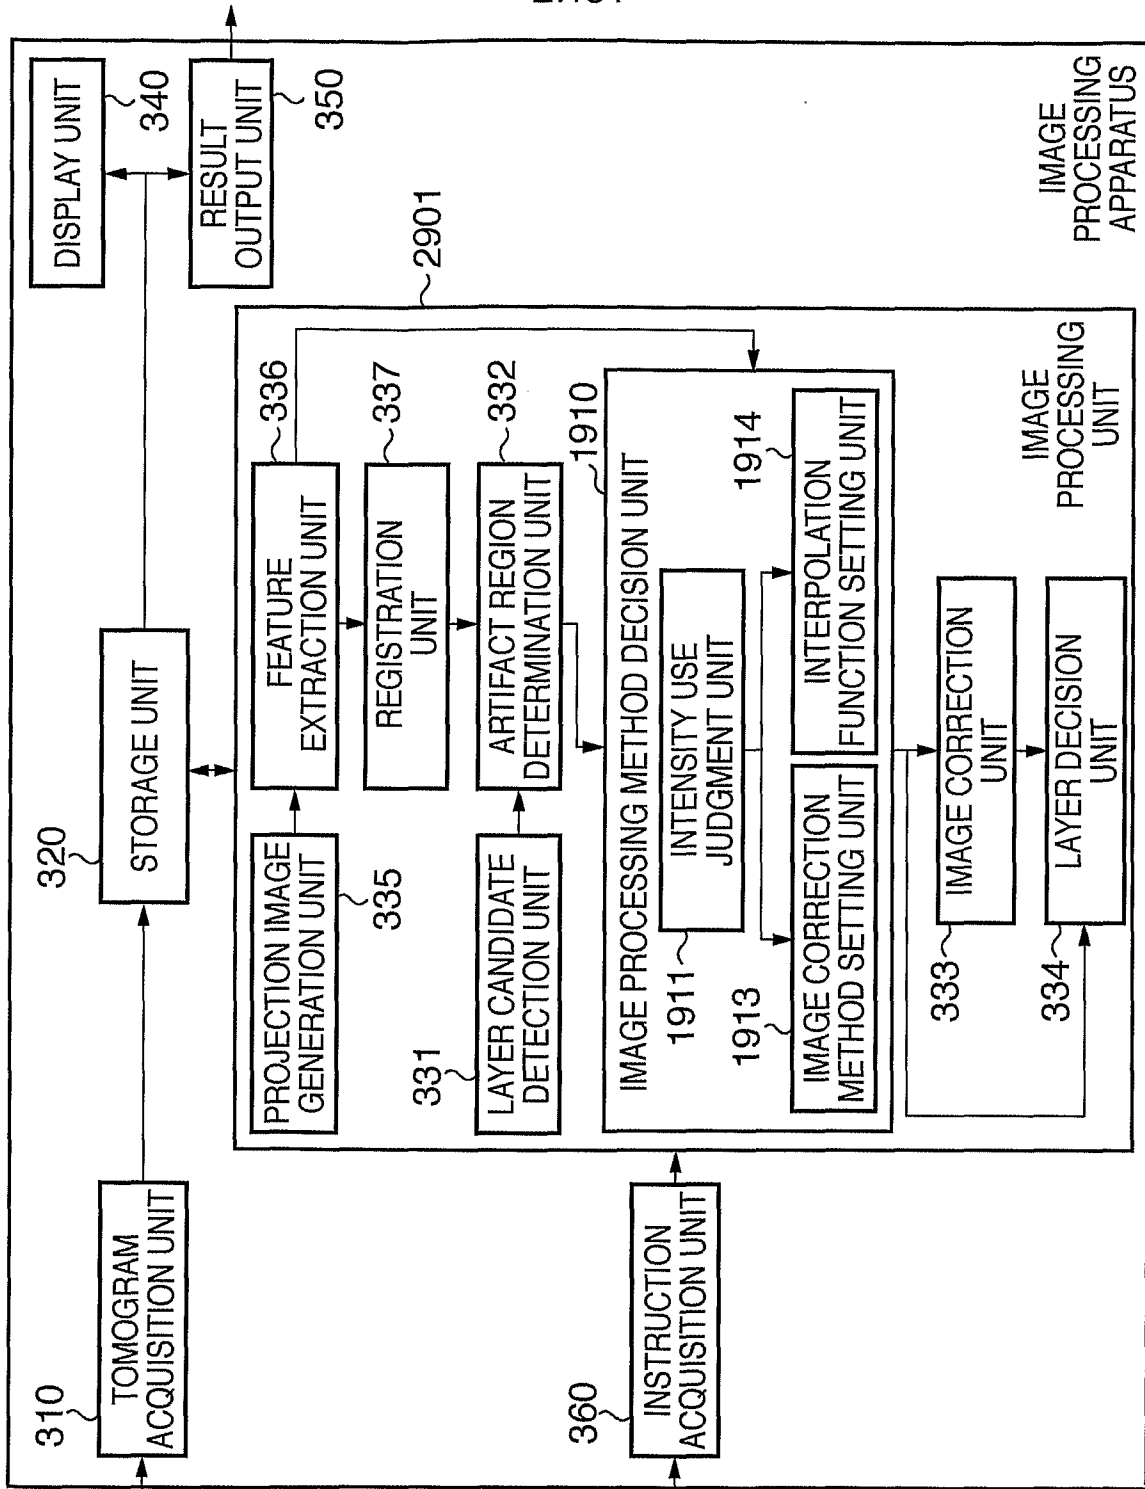 310
TOMOGRAM
ACQUISITION UNIT
320
STORAGE UNIT
DISPLAY UNIT
340
RESULT
OUTPUT UNIT
350
2901
PROJECTION IMAGE
GENERATION UNIT
335
FEATURE
EXTRACTION UNIT
336
REGISTRATION
UNIT
337
331
LAYER CANDIDATE
DETECTION UNIT
ARTIFACT REGION
DETERMINATION UNIT
332
360
INSTRUCTION
ACQUISITION UNIT
IMAGE PROCESSING METHOD DECISION UNIT
1910
1911
INTENSITY USE
JUDGMENT UNIT
1913
IMAGE CORRECTION
METHOD SETTING UNIT
1914
INTERPOLATION
FUNCTION SETTING UNIT
333
IMAGE CORRECTION
UNIT
334
LAYER DECISION
UNIT
IMAGE
PROCESSING
UNIT
IMAGE
PROCESSING
APPARATUS